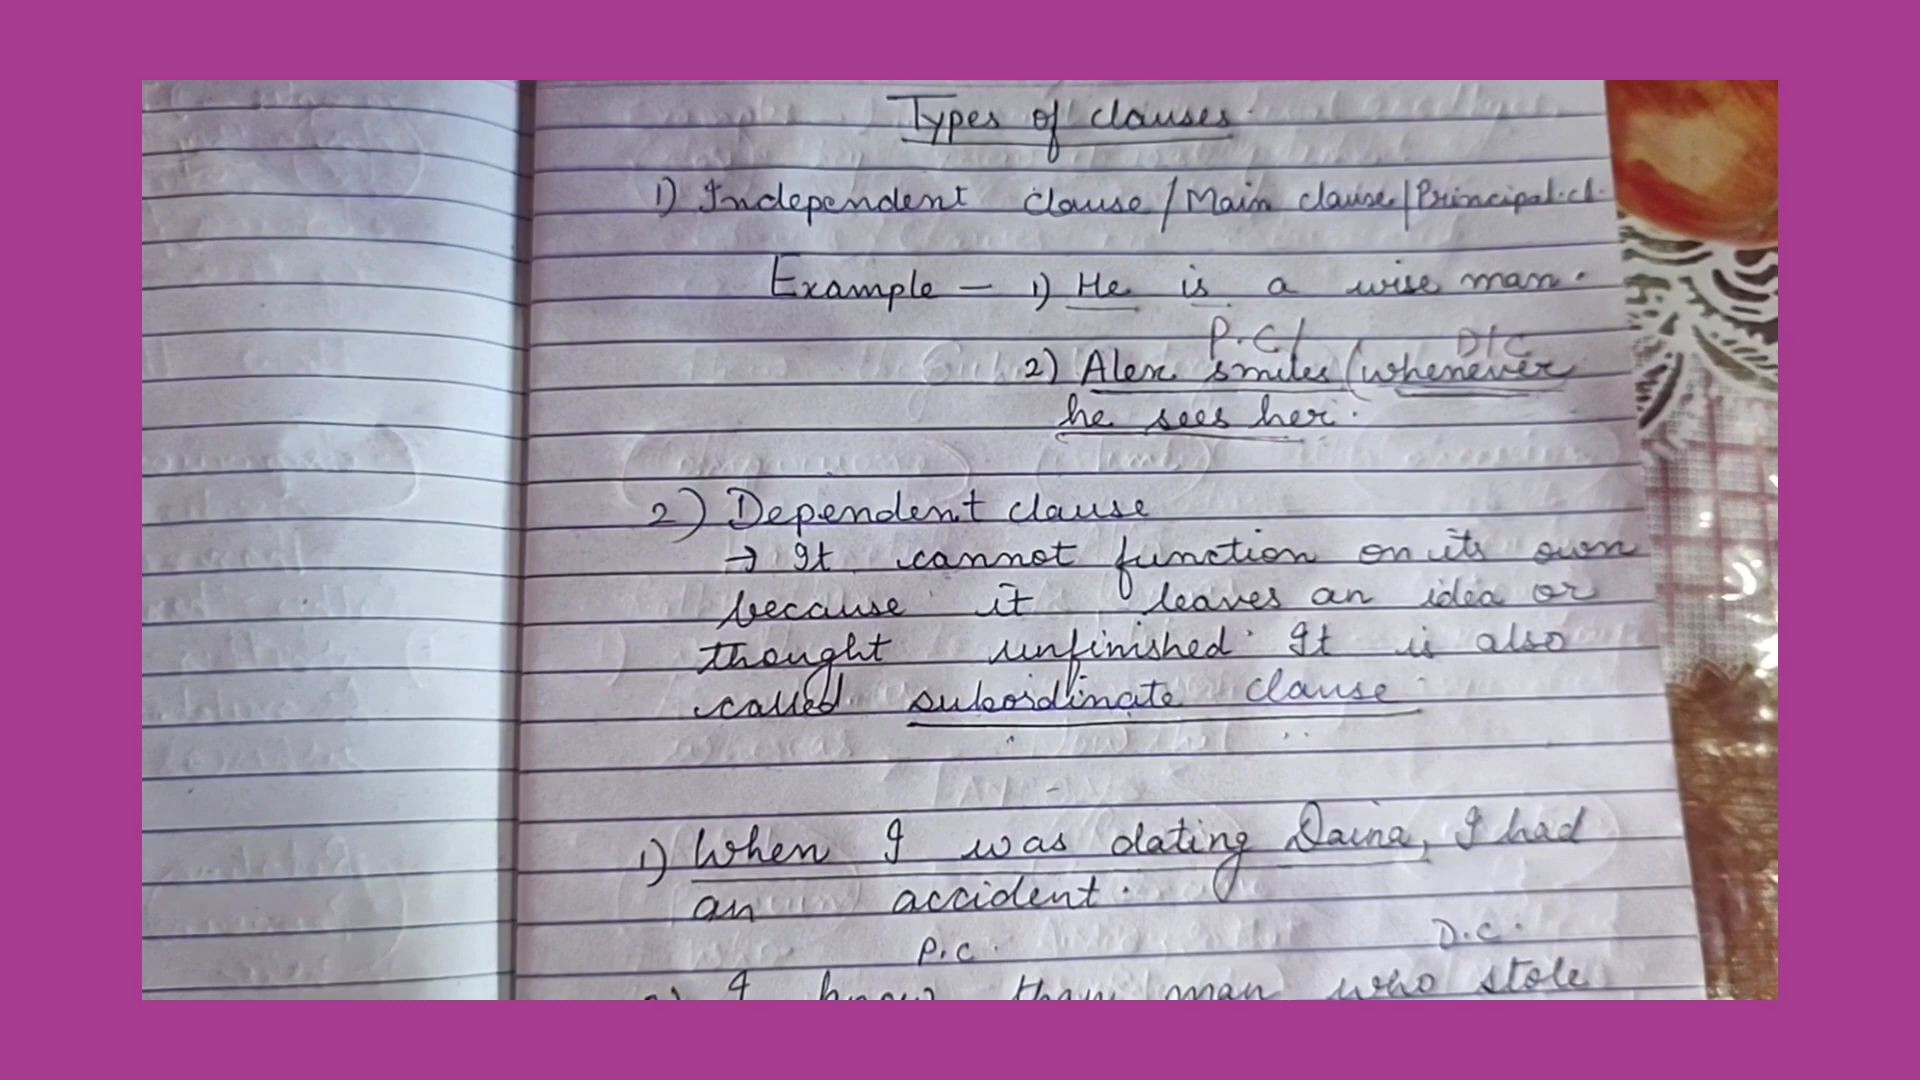 Types of clauses.
1) Independent clause / Main clause / Principal.cl.
Example – 1) He is a wise man.
P.C/ D/C
2) Alex smiles (whenever
he sees her.
2) Dependent clause
→ It cannot function on its own
because it leaves an idea or
thought unfinished. It is also
called subordinate clause.
1) When I was dating Daina, I had
an accident.
P.C. D.C.
2) I know man who stole